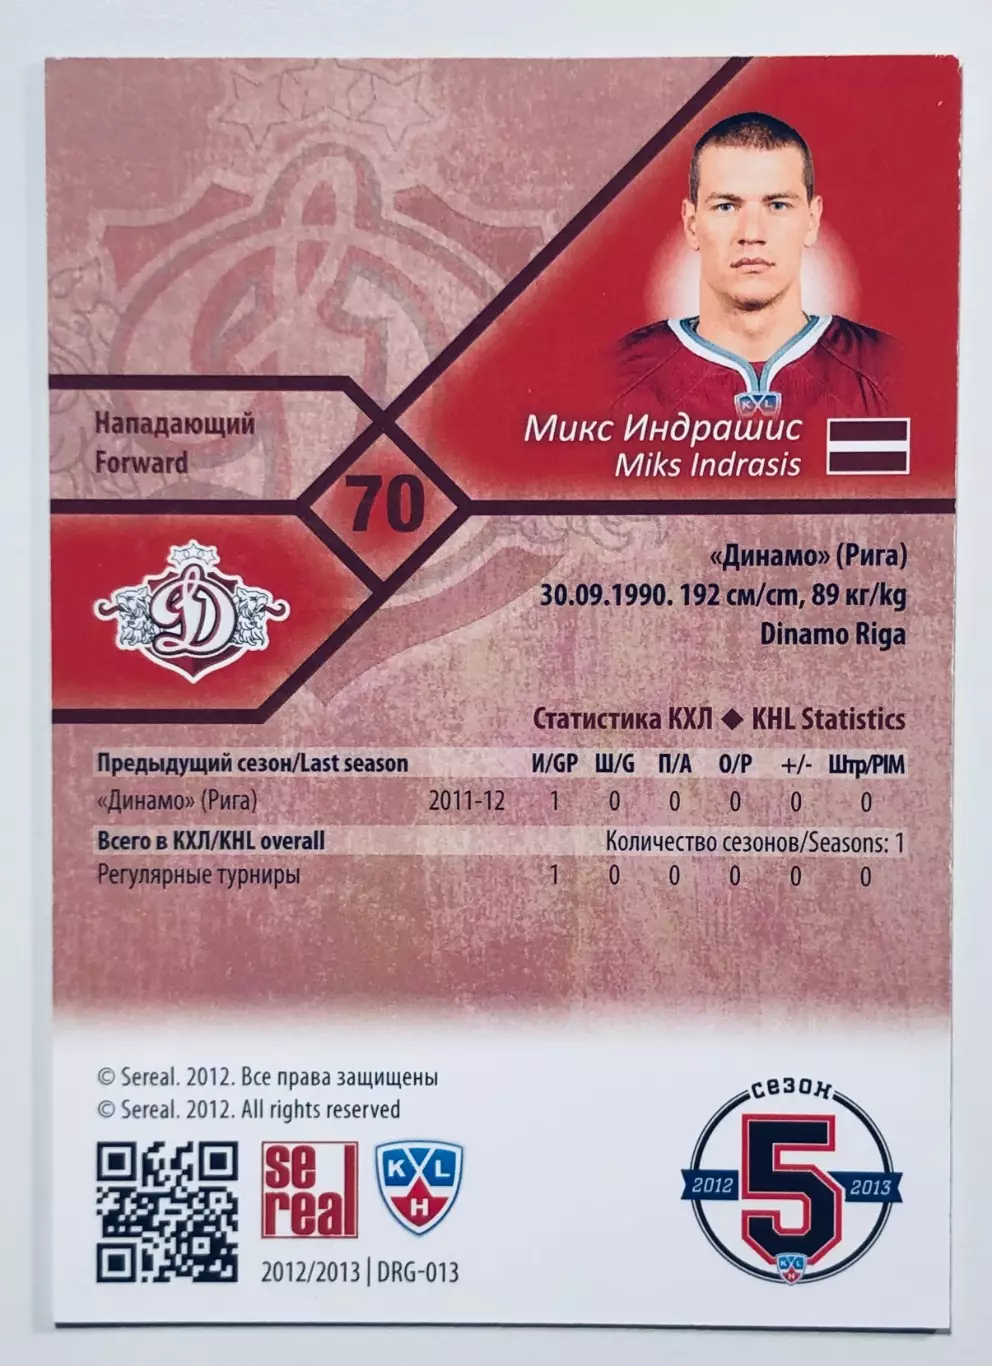 Нападающий
Forward
70
Микс Индрашис
Miks Indrasis
D
KHL
«Динамо» (Рига)
30.09.1990. 192 см/cm, 89 кг/kg
Dinamo Riga
Статистика КХЛ ◆ KHL Statistics
Предыдущий сезон/Last season И/GP Ш/G П/A О/P +/- Штр/PIM
«Динамо» (Рига) 2011-12 1 0 0 0 0 0
Всего в КХЛ/KHL overall Количество сезонов/Seasons: 1
Регулярные турниры 1 0 0 0 0 0
© Sereal. 2012. Все права защищены
© Sereal. 2012. All rights reserved
se real
KHL
2012/2013 | DRG-013
сезон
5
2012 2013
KHL